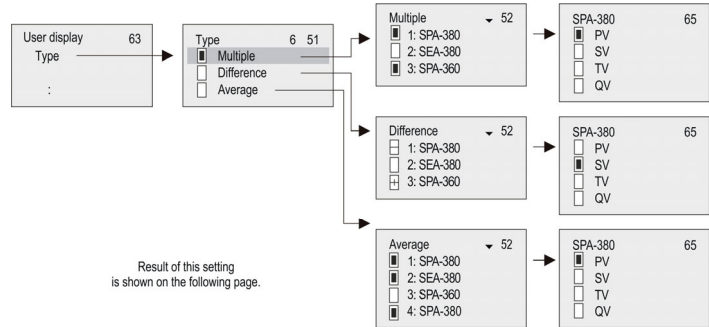 User display 63
Type
:
Type 6 51
Multiple
Difference
Average
Multiple 52
1: SPA-380
2: SEA-380
3: SPA-360
SPA-380 65
PV
SV
TV
QV
Difference 52
1: SPA-380
2: SEA-380
3: SPA-360
SPA-380 65
PV
SV
TV
QV
Average 52
1: SPA-380
2: SEA-380
3: SPA-360
4: SPA-380
SPA-380 65
PV
SV
TV
QV
Result of this setting
is shown on the following page.